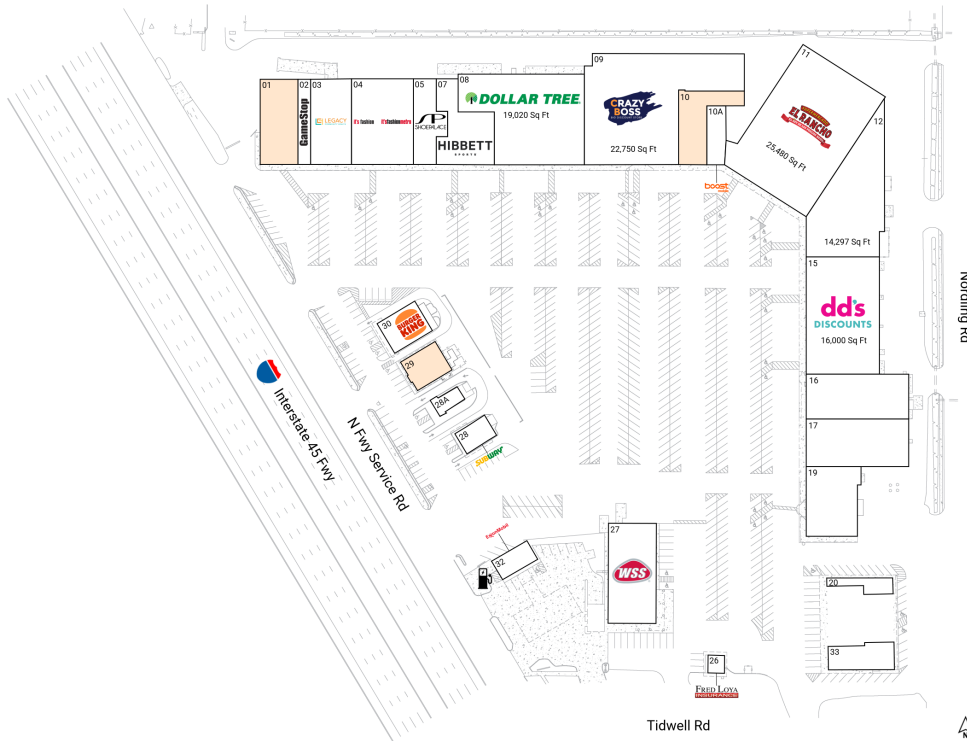 01
02
03
04
05
07
08
09
10
10A
11
12
GameStop
LEGACY
it's fashion
it's fashion metro
SP
SHOE PALACE
HIBBETT
SPORTS
DOLLAR TREE
19,020 Sq Ft
CRAZY
BOSS
22,750 Sq Ft
EL RANCHO
25,480 Sq Ft
boost
14,297 Sq Ft
15
dd's
DISCOUNTS
16,000 Sq Ft
16
17
19
30
BURGER
KING
29
28A
28
SUBWAY
Interstate 45 Fwy
N Fwy Service Rd
Nordling Rd
ExxonMobil
32
27
WSS
20
33
26
FRED LOYA
INSURANCE
Tidwell Rd
N